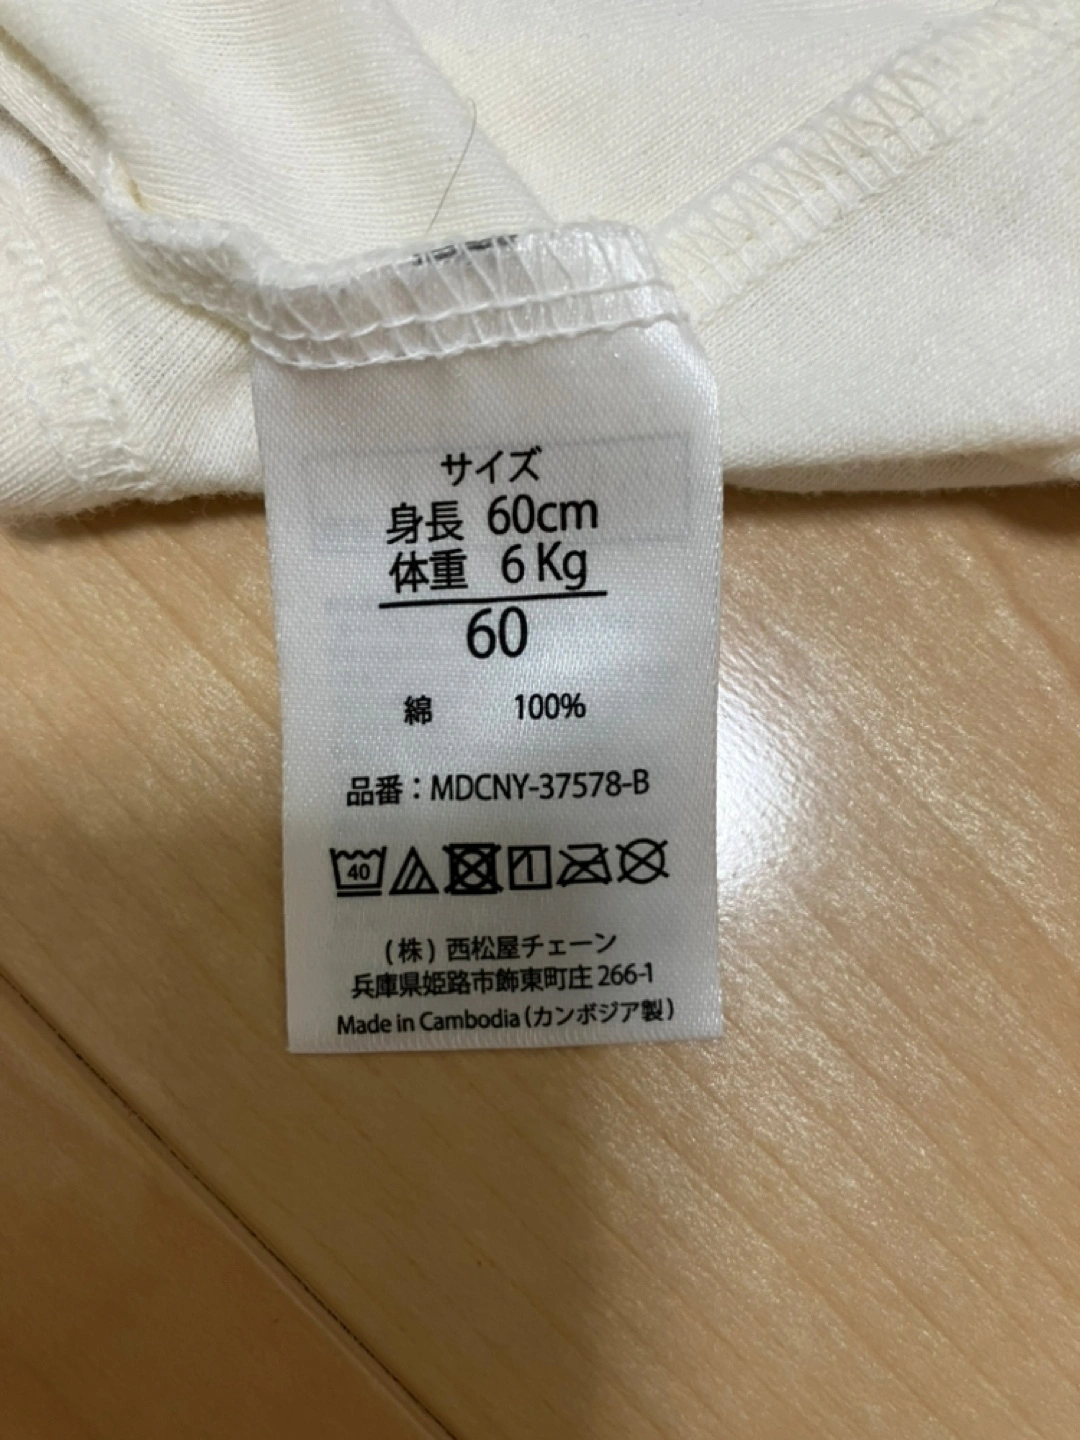 サイズ
身長 60cm
体重 6 Kg
60
綿 100%
品番：MDCNY-37578-B
40
(株) 西松屋チェーン
兵庫県姫路市飾東町庄 266-1
Made in Cambodia (カンボジア製)